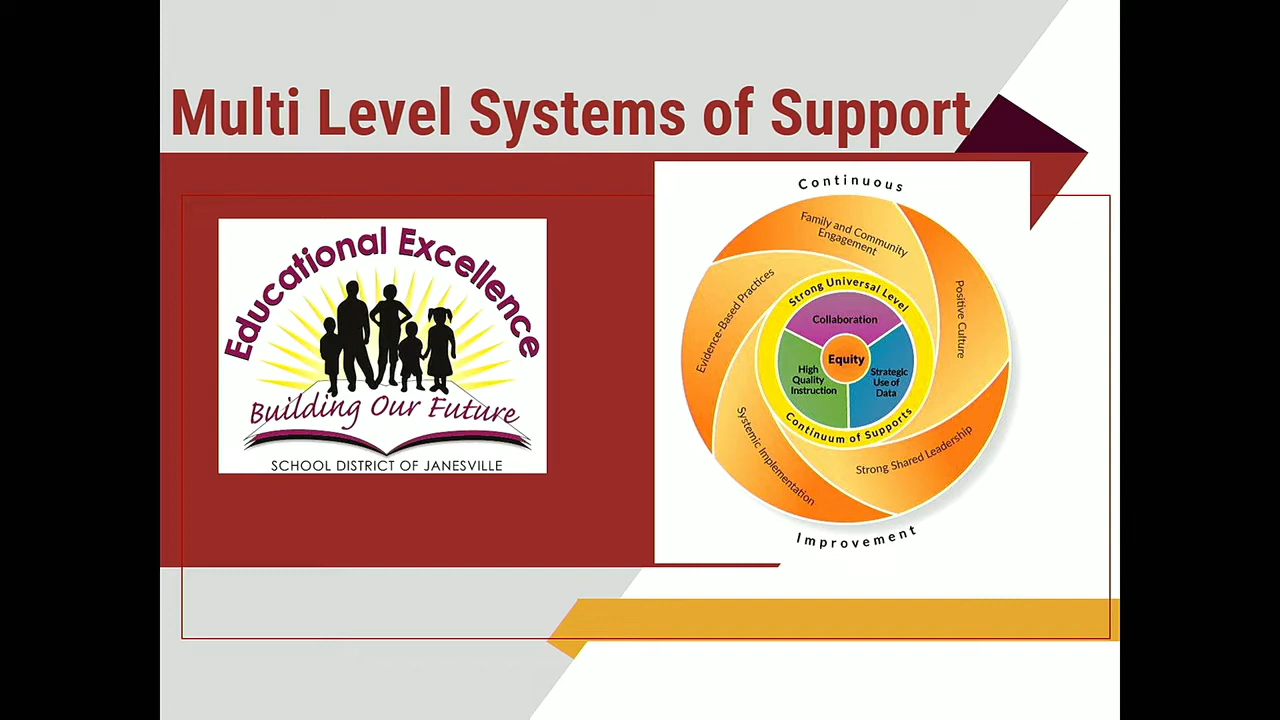 Multi Level Systems of Support
Educational Excellence
Building Our Future
SCHOOL DISTRICT OF JANESVILLE
Continuous
Family and Community
Engagement
Evidence-Based Practices
Positive Culture
Strong Universal Level
Collaboration
Equity
High
Quality
Instruction
Strategic
Use of
Data
Continuum of Supports
Systemic Implementation
Strong Shared Leadership
Improvement